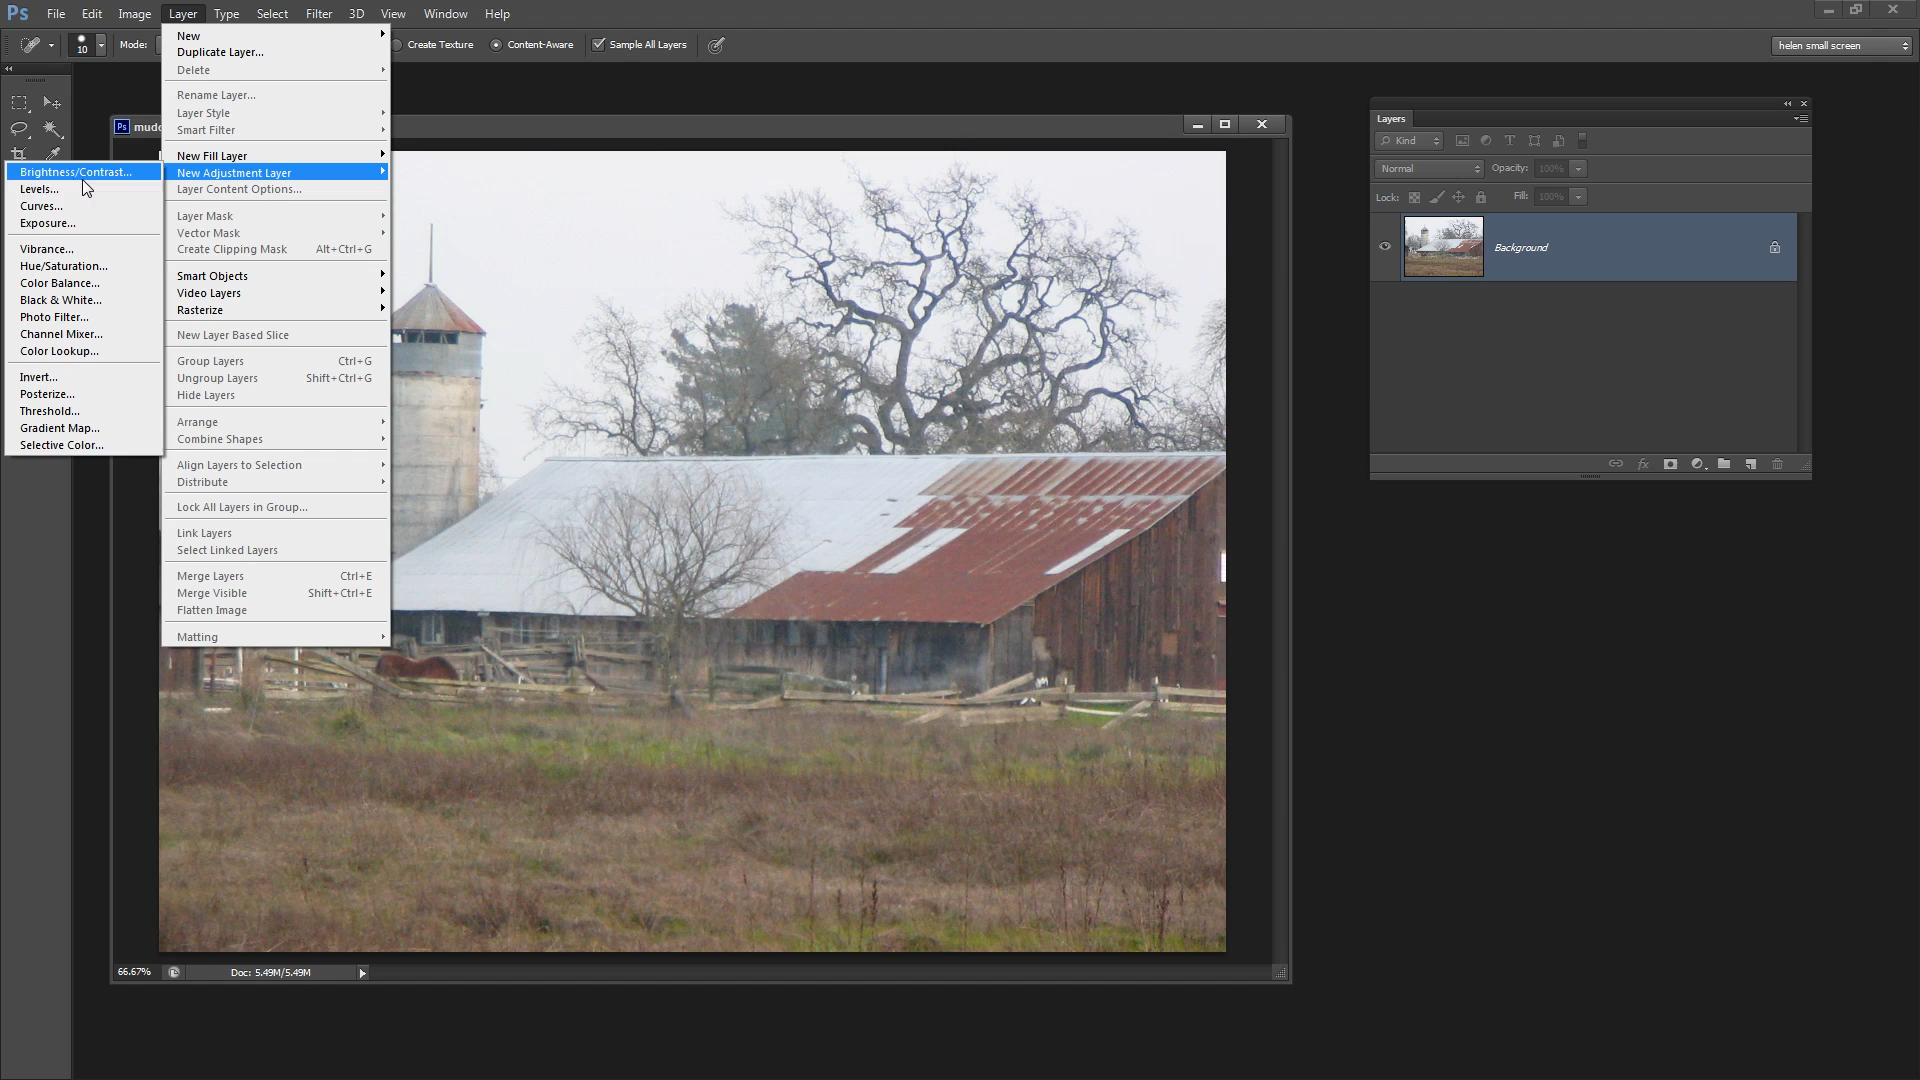 Ps File Edit Image Layer Type Select Filter 3D View Window Help
10 Mode: Create Texture Content-Aware Sample All Layers helen small screen
New
Duplicate Layer...
Delete
Rename Layer...
Layer Style
Smart Filter
New Fill Layer
New Adjustment Layer
Layer Content Options...
Layer Mask
Vector Mask
Create Clipping Mask Alt+Ctrl+G
Smart Objects
Video Layers
Rasterize
New Layer Based Slice
Group Layers Ctrl+G
Ungroup Layers Shift+Ctrl+G
Hide Layers
Arrange
Combine Shapes
Align Layers to Selection
Distribute
Lock All Layers in Group...
Link Layers
Select Linked Layers
Merge Layers Ctrl+E
Merge Visible Shift+Ctrl+E
Flatten Image
Matting
Brightness/Contrast...
Levels...
Curves...
Exposure...
Vibrance...
Hue/Saturation...
Color Balance...
Black & White...
Photo Filter...
Channel Mixer...
Color Lookup...
Invert...
Posterize...
Threshold...
Gradient Map...
Selective Color...
Ps
66.67% Doc: 5.49M/5.49M
Layers
Kind
Normal Opacity: 100%
Lock: Fill: 100%
Background
fx